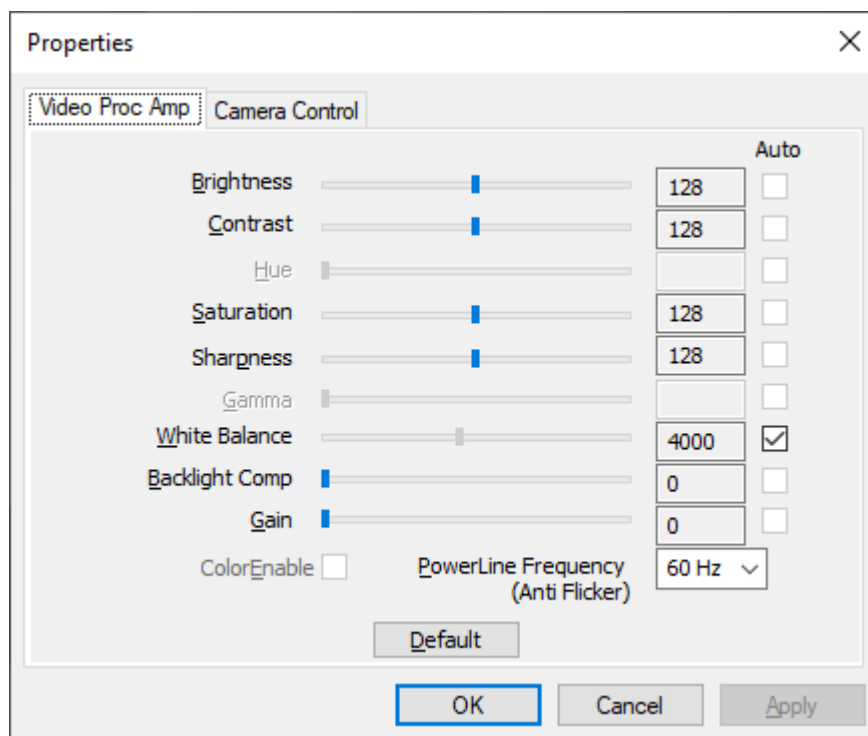 Properties
Video Proc Amp Camera Control
Auto
Brightness 128
Contrast 128
Hue
Saturation 128
Sharpness 128
Gamma
White Balance 4000
Backlight Comp 0
Gain 0
ColorEnable PowerLine Frequency 60 Hz
(Anti Flicker)
Default
OK Cancel Apply